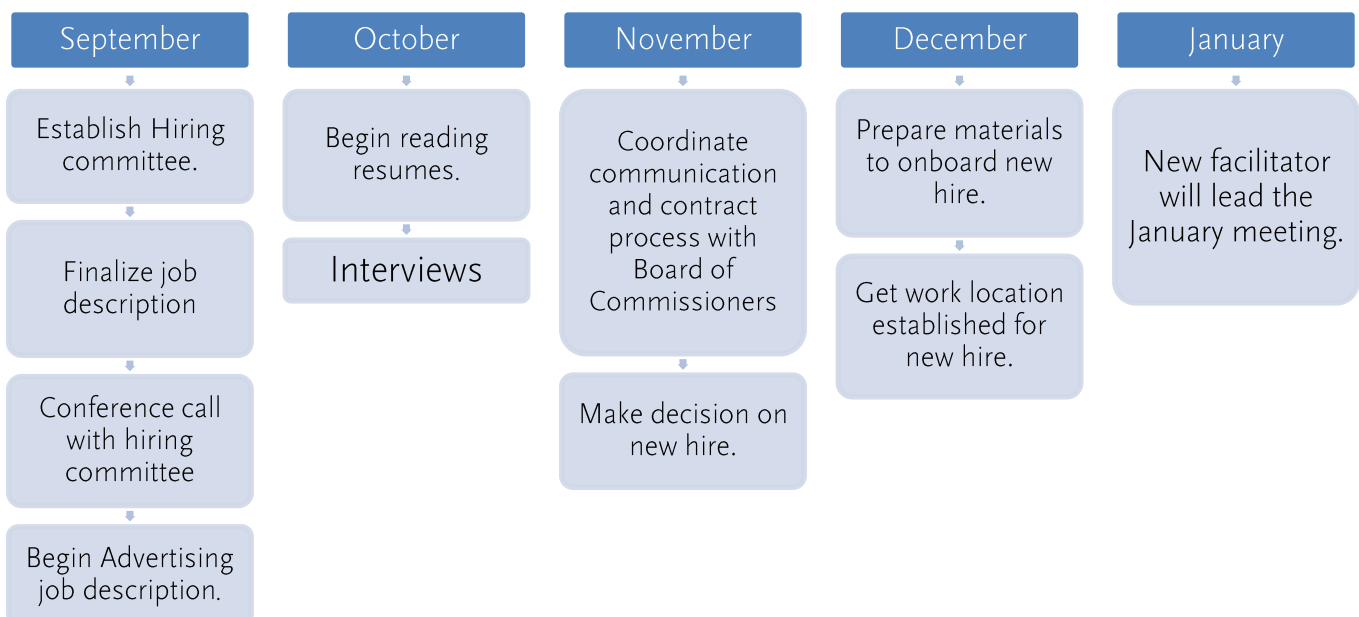 September
Establish Hiring
committee.
Finalize job
description
Conference call
with hiring
committee
Begin Advertising
job description.
October
Begin reading
resumes.
Interviews
November
Coordinate
communication
and contract
process with
Board of
Commissioners
Make decision on
new hire.
December
Prepare materials
to onboard new
hire.
Get work location
established for
new hire.
January
New facilitator
will lead the
January meeting.